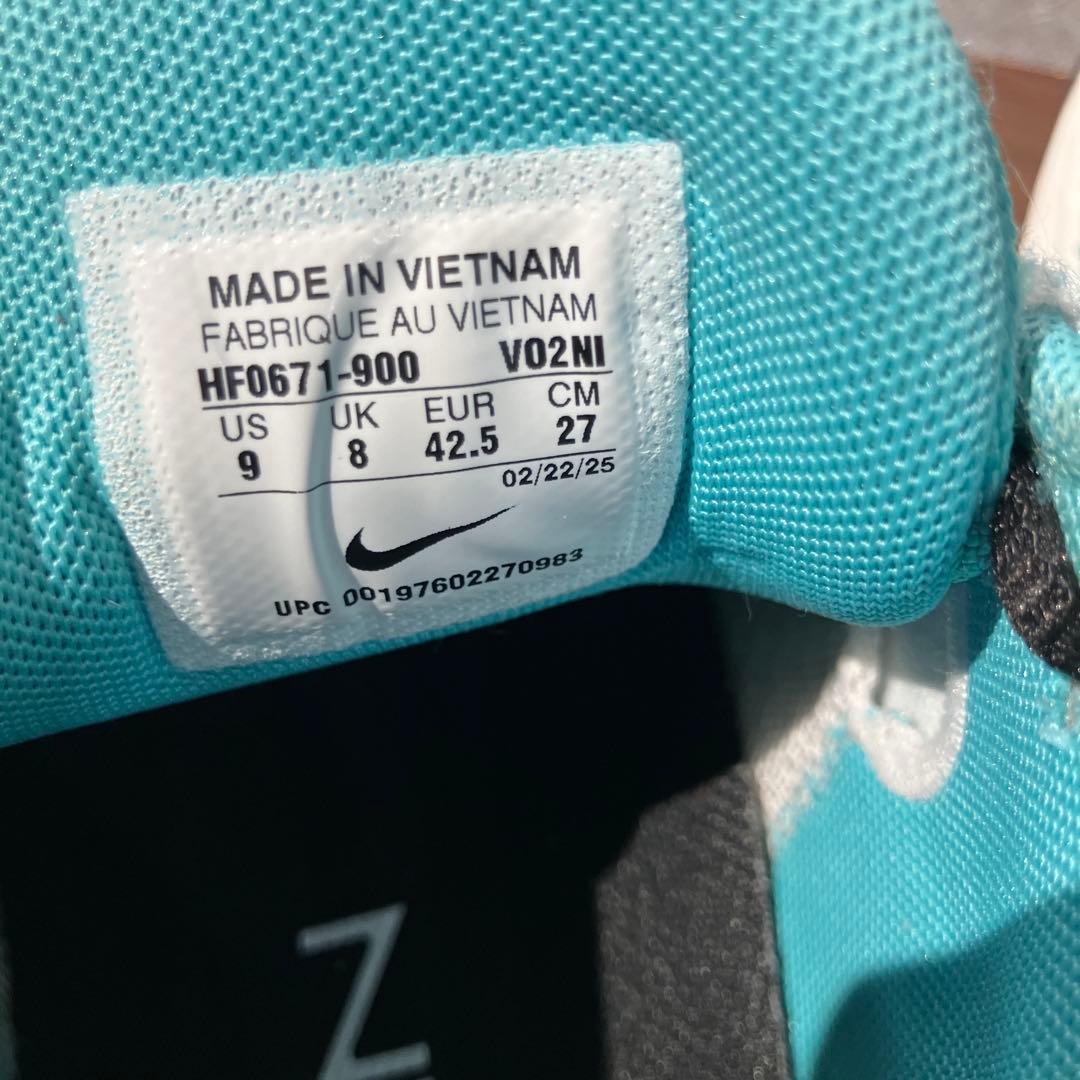 MADE IN VIETNAM
FABRIQUE AU VIETNAM
HF0671-900 V02NI
US UK EUR CM
9 8 42.5 27
02/22/25
UPC 00197602270983
Z